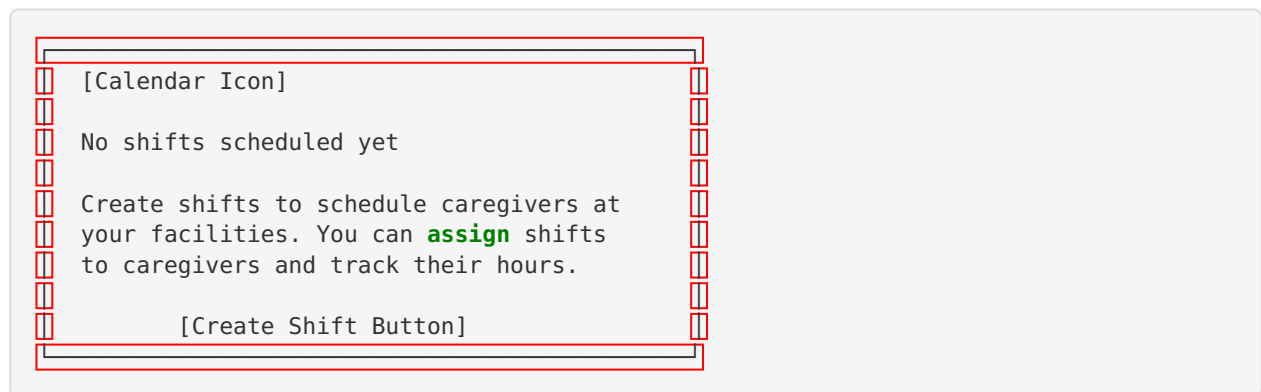 [Calendar Icon]
No shifts scheduled yet
Create shifts to schedule caregivers at
your facilities. You can assign shifts
to caregivers and track their hours.
[Create Shift Button]